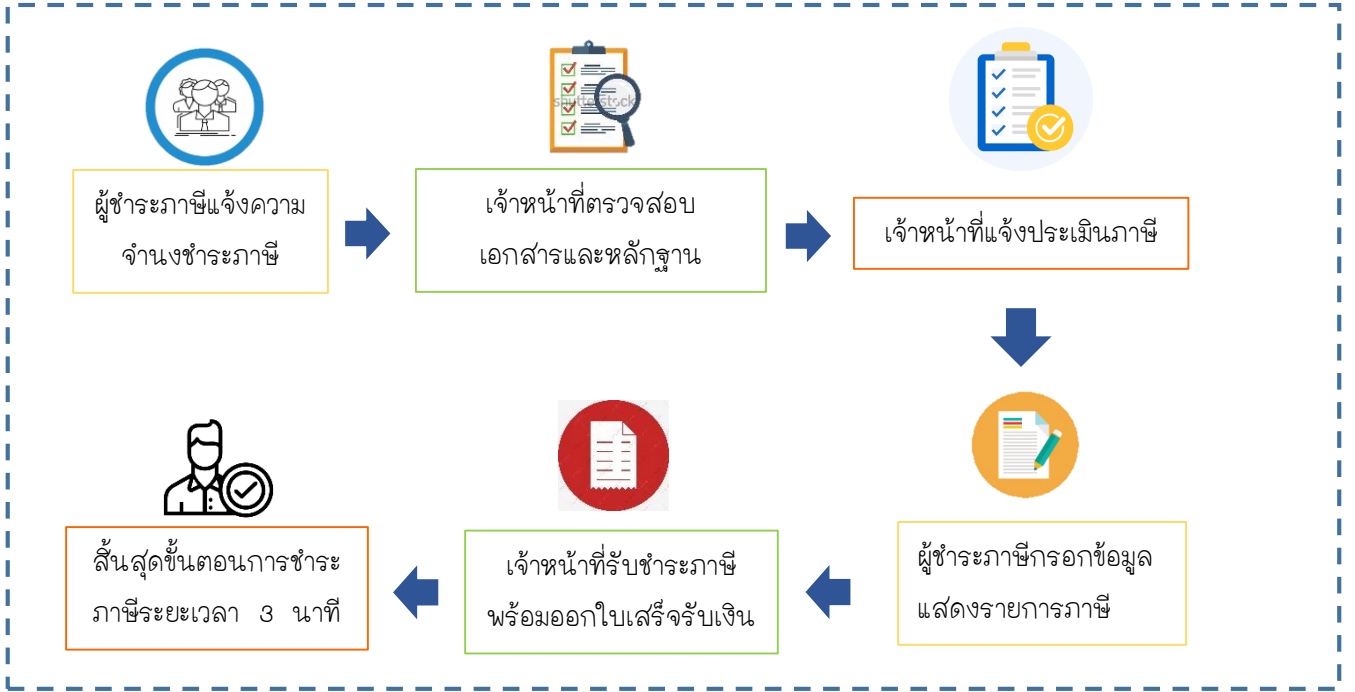 shutterstock
ผู้ชำระภาษีแจ้งความ
จำนงชำระภาษี
เจ้าหน้าที่ตรวจสอบ
เอกสารและหลักฐาน
เจ้าหน้าที่แจ้งประเมินภาษี
ผู้ชำระภาษีกรอกข้อมูล
แสดงรายการภาษี
เจ้าหน้าที่รับชำระภาษี
พร้อมออกใบเสร็จรับเงิน
สิ้นสุดขั้นตอนการชำระ
ภาษีระยะเวลา 3 นาที